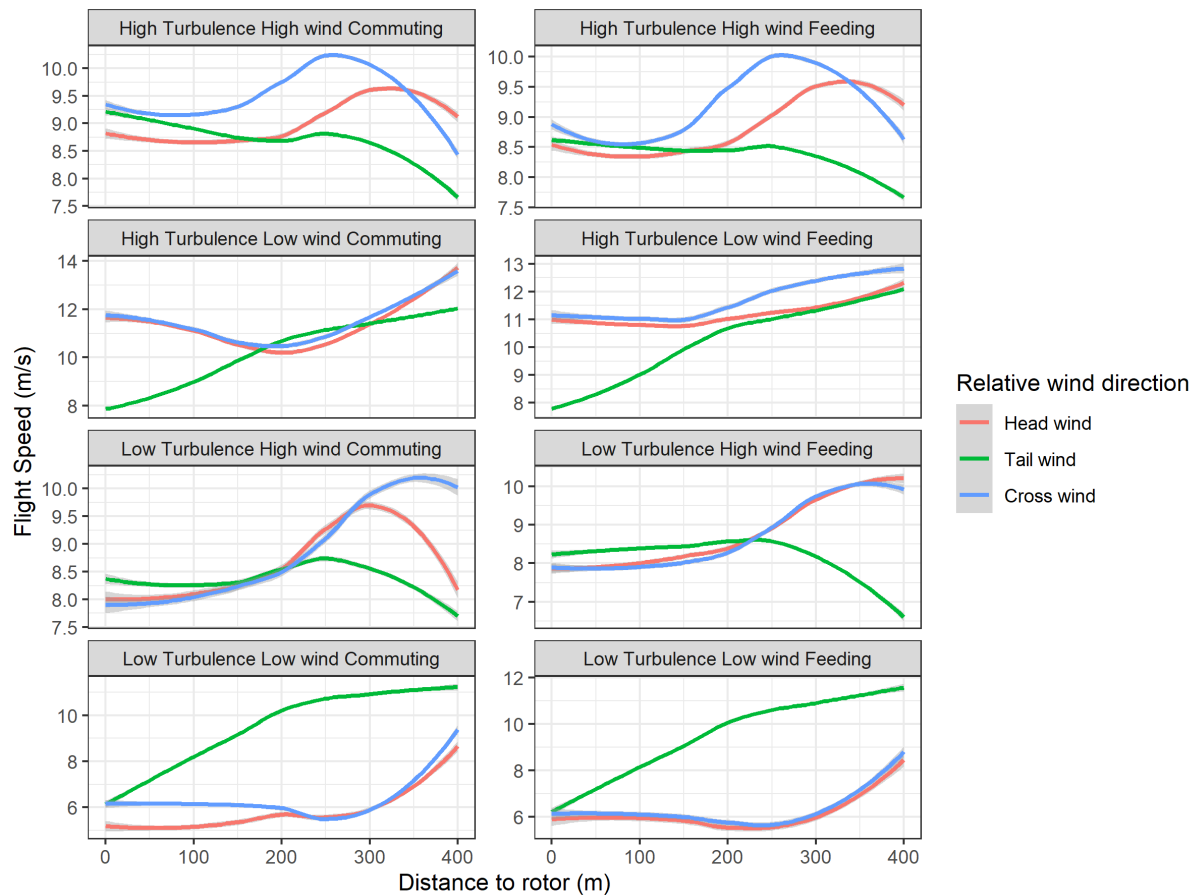 High Turbulence High wind Commuting
High Turbulence High wind Feeding
10.0
9.5
9.0
8.5
8.0
7.5
10.0
9.5
9.0
8.5
8.0
7.5
High Turbulence Low wind Commuting
High Turbulence Low wind Feeding
14
12
10
8
13
12
11
10
9
8
Low Turbulence High wind Commuting
Low Turbulence High wind Feeding
10.0
9.5
9.0
8.5
8.0
7.5
10
9
8
7
Low Turbulence Low wind Commuting
Low Turbulence Low wind Feeding
10
8
6
12
10
8
6
0 100 200 300 400
0 100 200 300 400
Distance to rotor (m)
Flight Speed (m/s)
Relative wind direction
Head wind
Tail wind
Cross wind